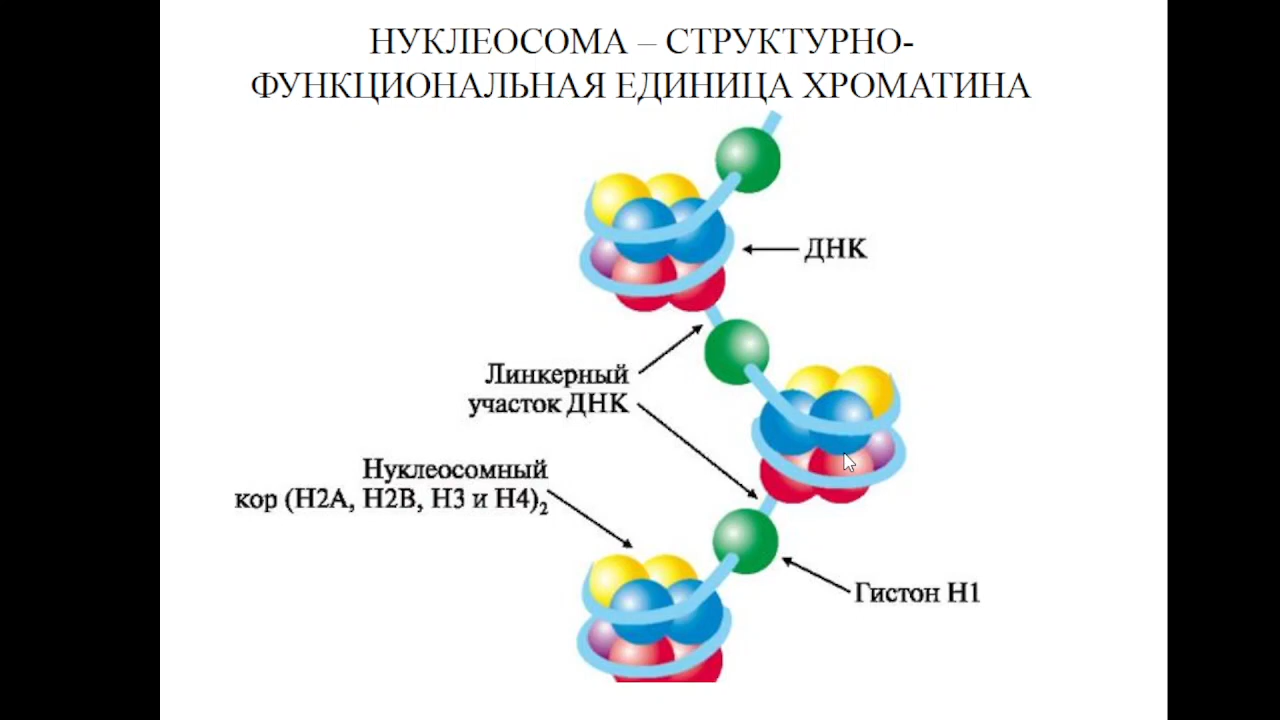 НУКЛЕОСОМА – СТРУКТУРНО-
ФУНКЦИОНАЛЬНАЯ ЕДИНИЦА ХРОМАТИНА
ДНК
Линкерный
участок ДНК
Нуклеосомный
кор (H2A, H2B, H3 и H4)₂
Гистон H1